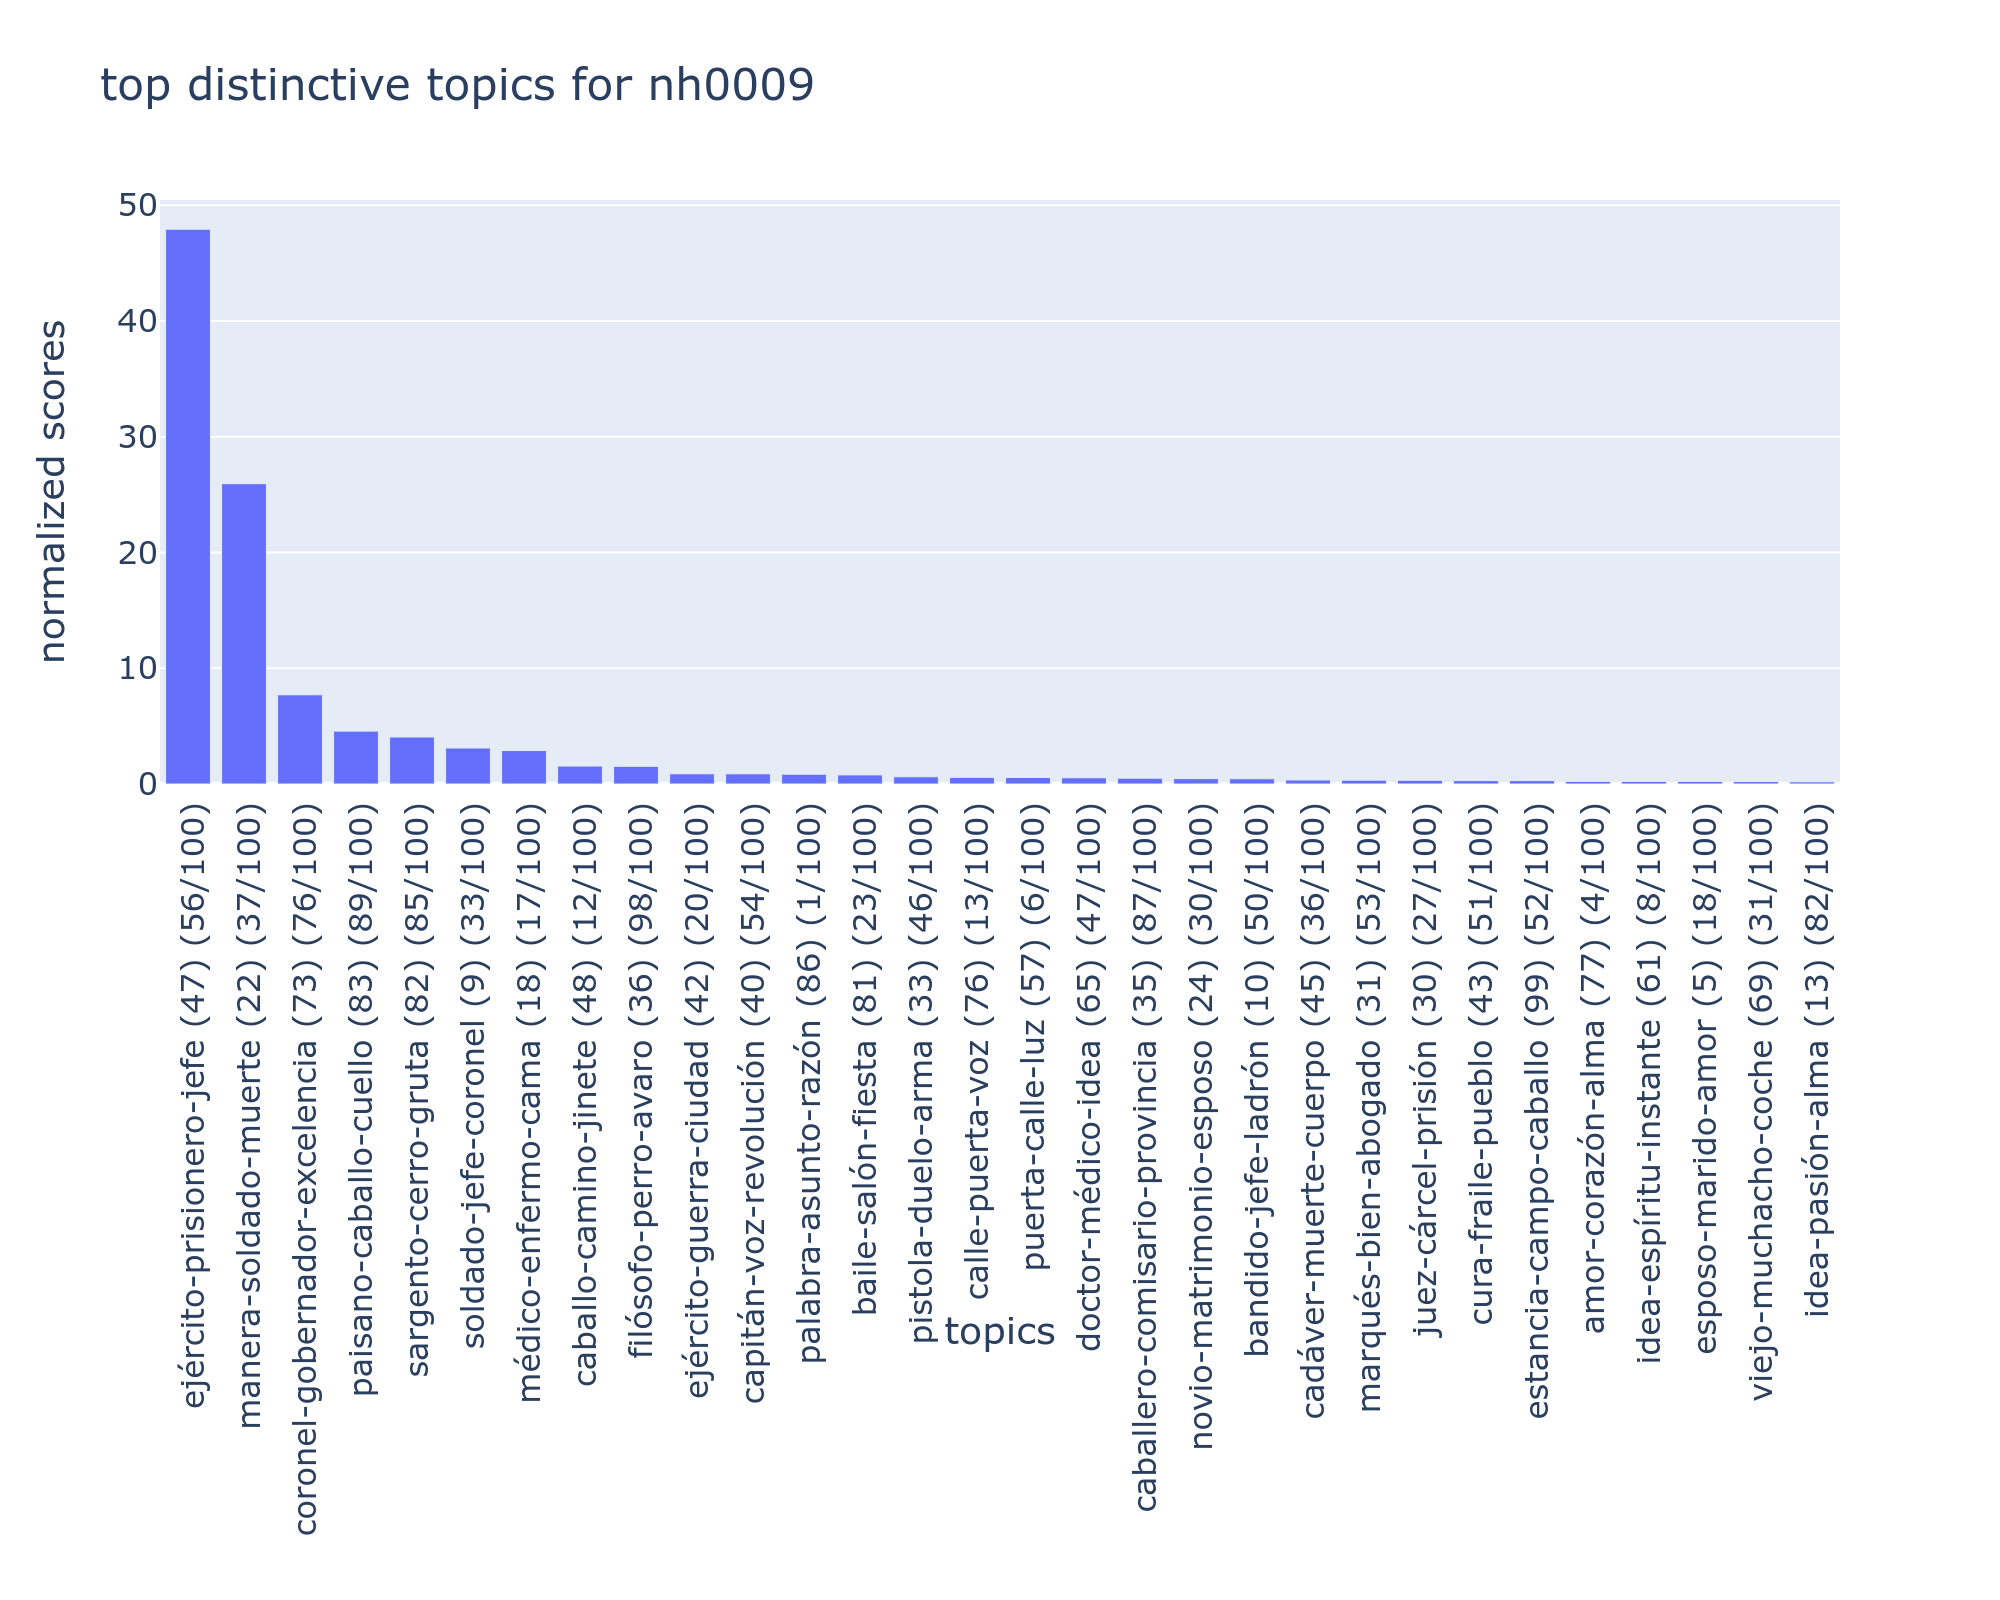 top distinctive topics for nh0009
normalized scores
50
40
30
20
10
0
ejército-prisionero-jefe (47) (56/100)
manera-soldado-muerte (22) (37/100)
coronel-gobernador-excelencia (73) (76/100)
paisano-caballo-cuello (83) (89/100)
sargento-cerro-gruta (82) (85/100)
soldado-jefe-coronel (9) (33/100)
médico-enfermo-cama (18) (17/100)
caballo-camino-jinete (48) (12/100)
filósofo-perro-avaro (36) (98/100)
ejército-guerra-ciudad (42) (20/100)
capitán-voz-revolución (40) (54/100)
palabra-asunto-razón (86) (1/100)
baile-salón-fiesta (81) (23/100)
pistola-duelo-arma (33) (46/100)
calle-puerta-voz (76) (13/100)
puerta-calle-luz (57) (6/100)
doctor-médico-idea (65) (47/100)
caballero-comisario-provincia (35) (87/100)
novio-matrimonio-esposo (24) (30/100)
bandido-jefe-ladrón (10) (50/100)
cadáver-muerte-cuerpo (45) (36/100)
marqués-bien-abogado (31) (53/100)
juez-cárcel-prisión (30) (27/100)
cura-fraile-pueblo (43) (51/100)
estancia-campo-caballo (99) (52/100)
amor-corazón-alma (77) (4/100)
idea-espíritu-instante (61) (8/100)
esposo-marido-amor (5) (18/100)
viejo-muchacho-coche (69) (31/100)
idea-pasión-alma (13) (82/100)
topics